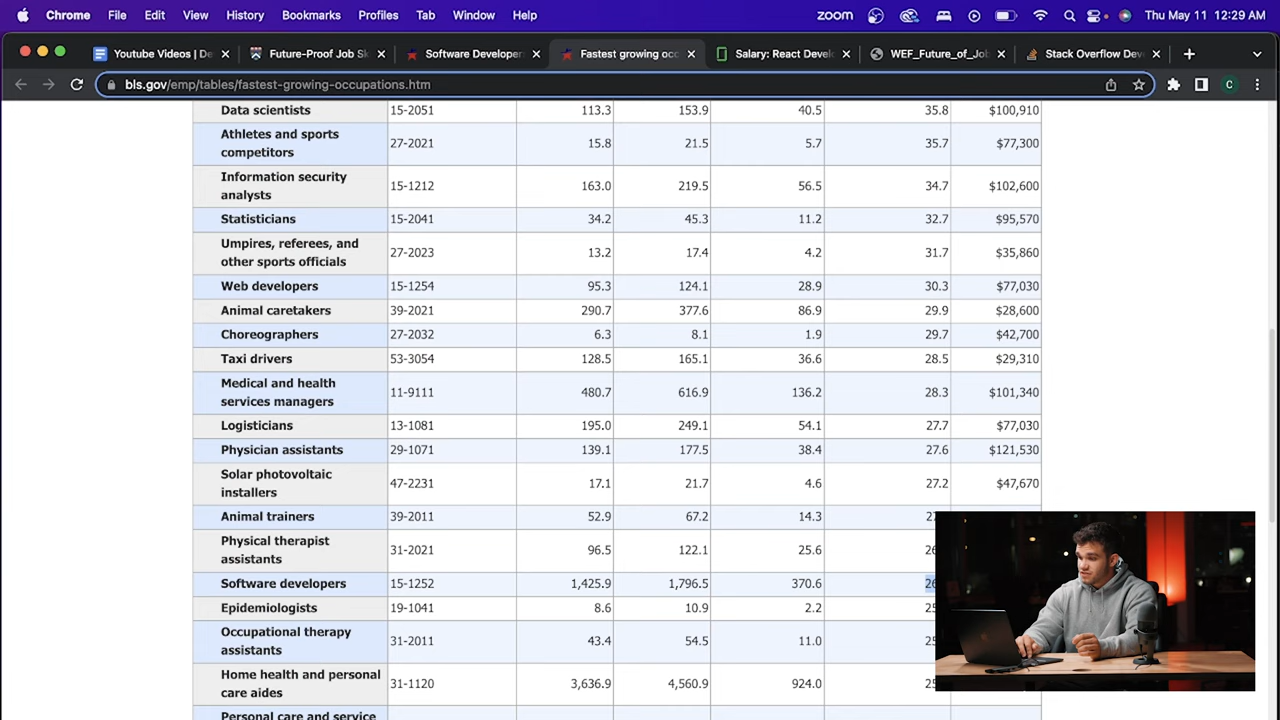 Chrome File Edit View History Bookmarks Profiles Tab Window Help zoom Thu May 11 12:29 AM
Youtube Videos | De Future-Proof Job Sk Software Developer Fastest growing occ Salary: React Devel WEF_Future_of_Job Stack Overflow Dev
bls.gov/emp/tables/fastest-growing-occupations.htm C
Data scientists 15-2051 113.3 153.9 40.5 35.8 $100,910
Athletes and sports
competitors 27-2021 15.8 21.5 5.7 35.7 $77,300
Information security
analysts 15-1212 163.0 219.5 56.5 34.7 $102,600
Statisticians 15-2041 34.2 45.3 11.2 32.7 $95,570
Umpires, referees, and
other sports officials 27-2023 13.2 17.4 4.2 31.7 $35,860
Web developers 15-1254 95.3 124.1 28.9 30.3 $77,030
Animal caretakers 39-2021 290.7 377.6 86.9 29.9 $28,600
Choreographers 27-2032 6.3 8.1 1.9 29.7 $42,700
Taxi drivers 53-3054 128.5 165.1 36.6 28.5 $29,310
Medical and health
services managers 11-9111 480.7 616.9 136.2 28.3 $101,340
Logisticians 13-1081 195.0 249.1 54.1 27.7 $77,030
Physician assistants 29-1071 139.1 177.5 38.4 27.6 $121,530
Solar photovoltaic
installers 47-2231 17.1 21.7 4.6 27.2 $47,670
Animal trainers 39-2011 52.9 67.2 14.3
Physical therapist
assistants 31-2021 96.5 122.1 25.6
Software developers 15-1252 1,425.9 1,796.5 370.6
Epidemiologists 19-1041 8.6 10.9 2.2
Occupational therapy
assistants 31-2011 43.4 54.5 11.0
Home health and personal
care aides 31-1120 3,636.9 4,560.9 924.0
Personal care and service